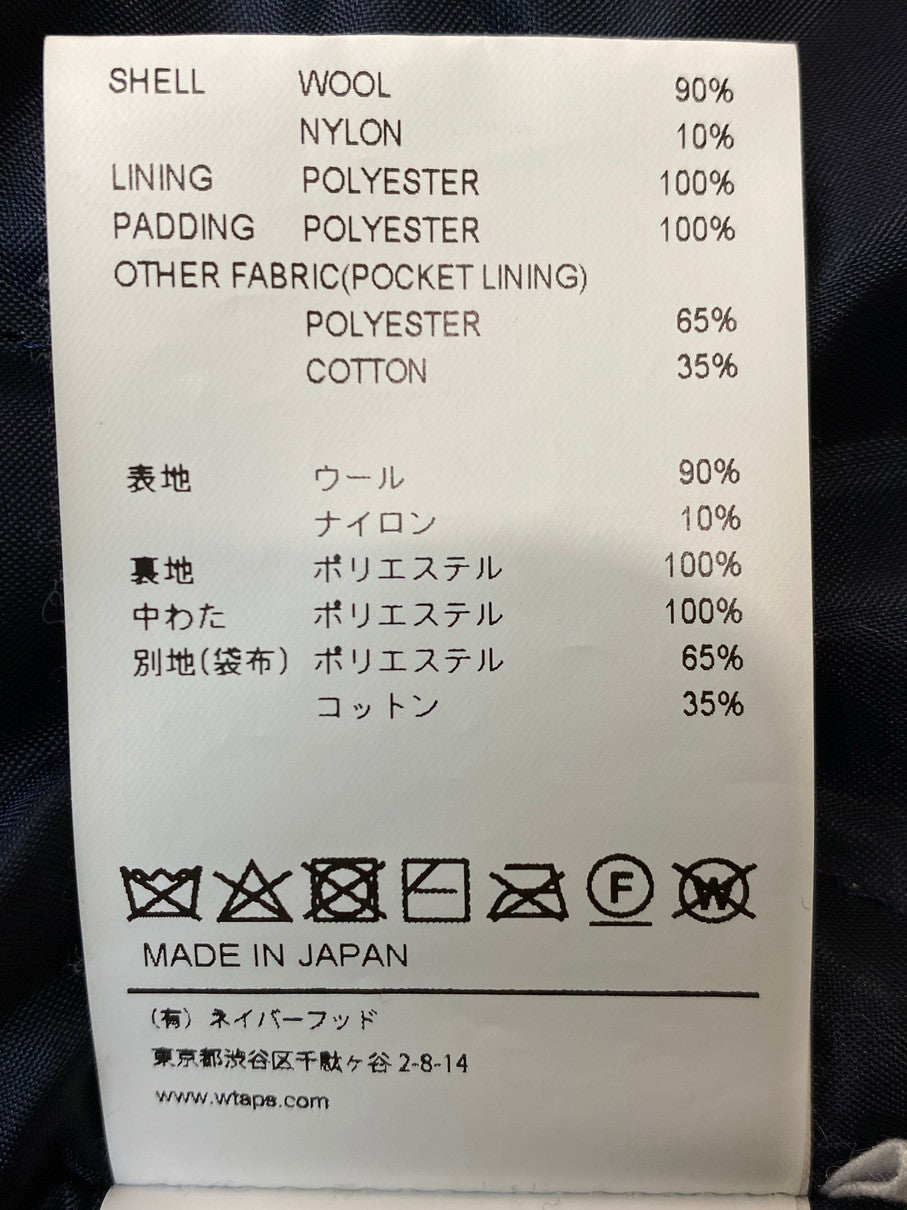 SHELL WOOL 90%
NYLON 10%
LINING POLYESTER 100%
PADDING POLYESTER 100%
OTHER FABRIC(POCKET LINING)
POLYESTER 65%
COTTON 35%
表地 ウール 90%
ナイロン 10%
裏地 ポリエステル 100%
中わた ポリエステル 100%
別地(袋布) ポリエステル 65%
コットン 35%
F W
MADE IN JAPAN
(有) ネイバーフッド
東京都渋谷区千駄ヶ谷 2-8-14
www.wtaps.com